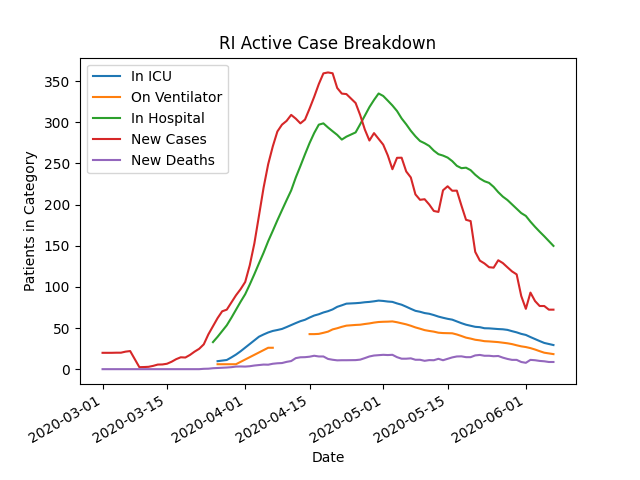 RI Active Case Breakdown
In ICU
On Ventilator
In Hospital
New Cases
New Deaths
Patients in Category
350
300
250
200
150
100
50
0
2020-03-01
2020-03-15
2020-04-01
2020-04-15
2020-05-01
2020-05-15
2020-06-01
Date